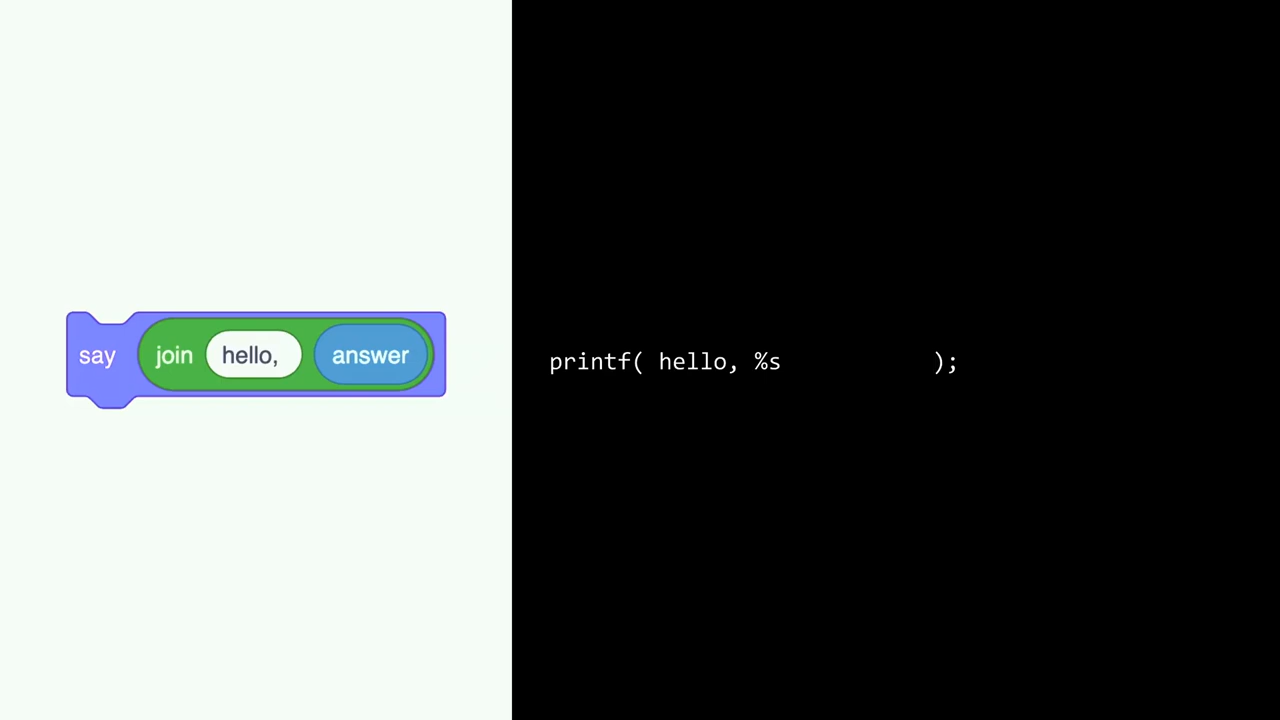 say join hello, answer
printf( hello, %s );